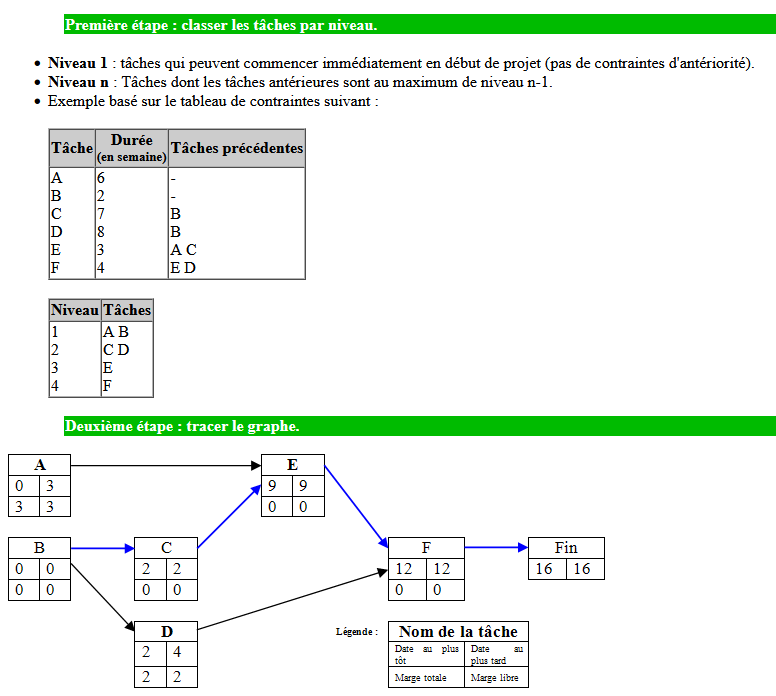 Première étape : classer les tâches par niveau.
Niveau 1 : tâches qui peuvent commencer immédiatement en début de projet (pas de contraintes d'antériorité).
Niveau n : Tâches dont les tâches antérieures sont au maximum de niveau n-1.
Exemple basé sur le tableau de contraintes suivant :
Tâche Durée (en semaine) Tâches précédentes
A 6 -
B 2 -
C 7 B
D 8 B
E 3 A C
F 4 E D
Niveau Tâches
1 A B
2 C D
3 E
4 F
Deuxième étape : tracer le graphe.
A
0 3
3 3
E
9 9
0 0
B
0 0
0 0
C
2 2
0 0
F
12 12
0 0
Fin
16 16
D
2 4
2 2
Légende :
Nom de la tâche
Date au plus tôt
Date au plus tard
Marge totale
Marge libre